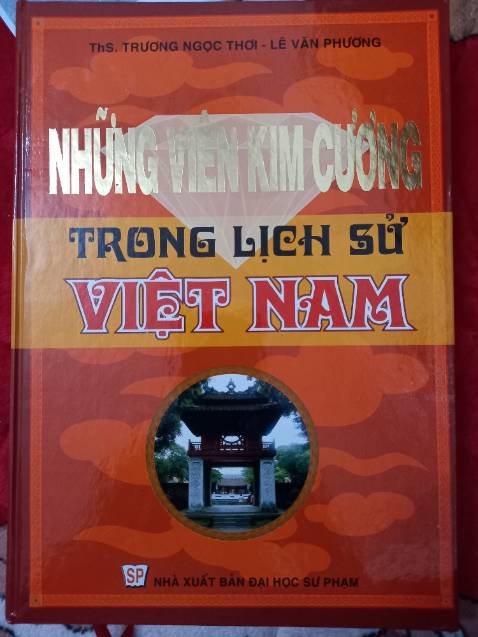 ThS. TRƯƠNG NGỌC THƠI - LÊ VĂN PHƯƠNG
NHỮNG VIÊN KIM CƯƠNG
TRONG LỊCH SỬ
VIỆT NAM
SP NHÀ XUẤT BẢN ĐẠI HỌC SƯ PHẠM